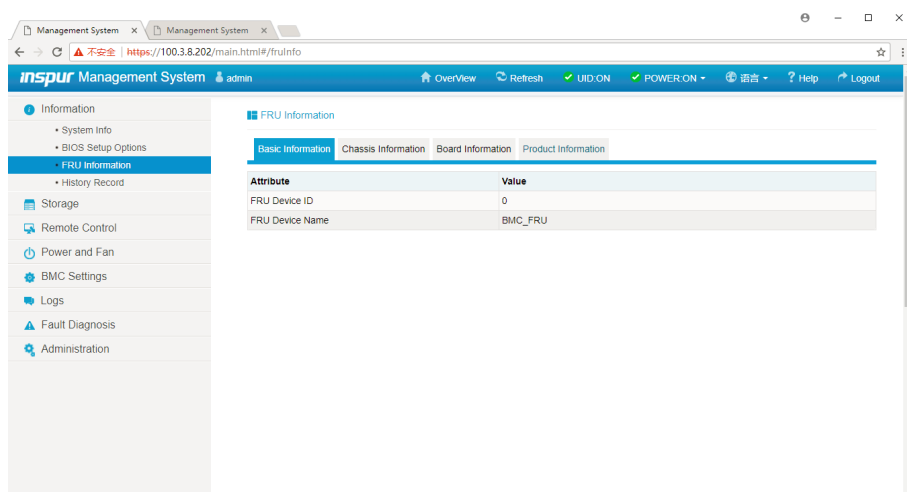 Management System
Management System
不安全 https://100.3.8.202/main.html#/fruInfo
inspur Management System admin OverView Refresh UID:ON POWER:ON 语言 Help Logout
Information
• System Info
• BIOS Setup Options
• FRU Information
• History Record
Storage
Remote Control
Power and Fan
BMC Settings
Logs
Fault Diagnosis
Administration
FRU Information
Basic Information Chassis Information Board Information Product Information
Attribute Value
FRU Device ID 0
FRU Device Name BMC_FRU